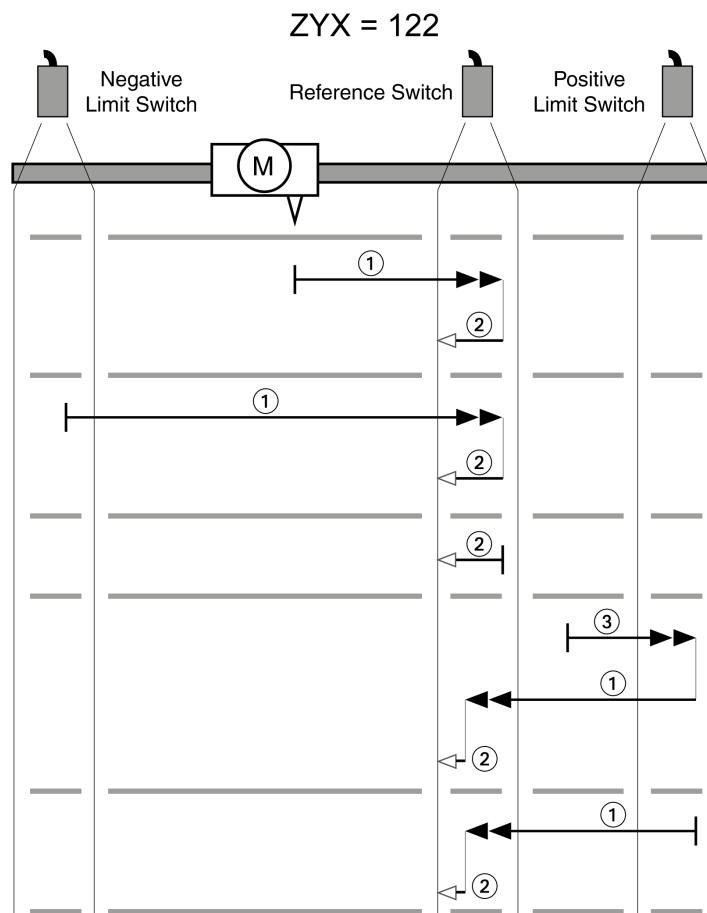 ZYX = 122
Negative
Limit Switch
Reference Switch
Positive
Limit Switch
M
1
2
1
2
2
3
1
2
1
2